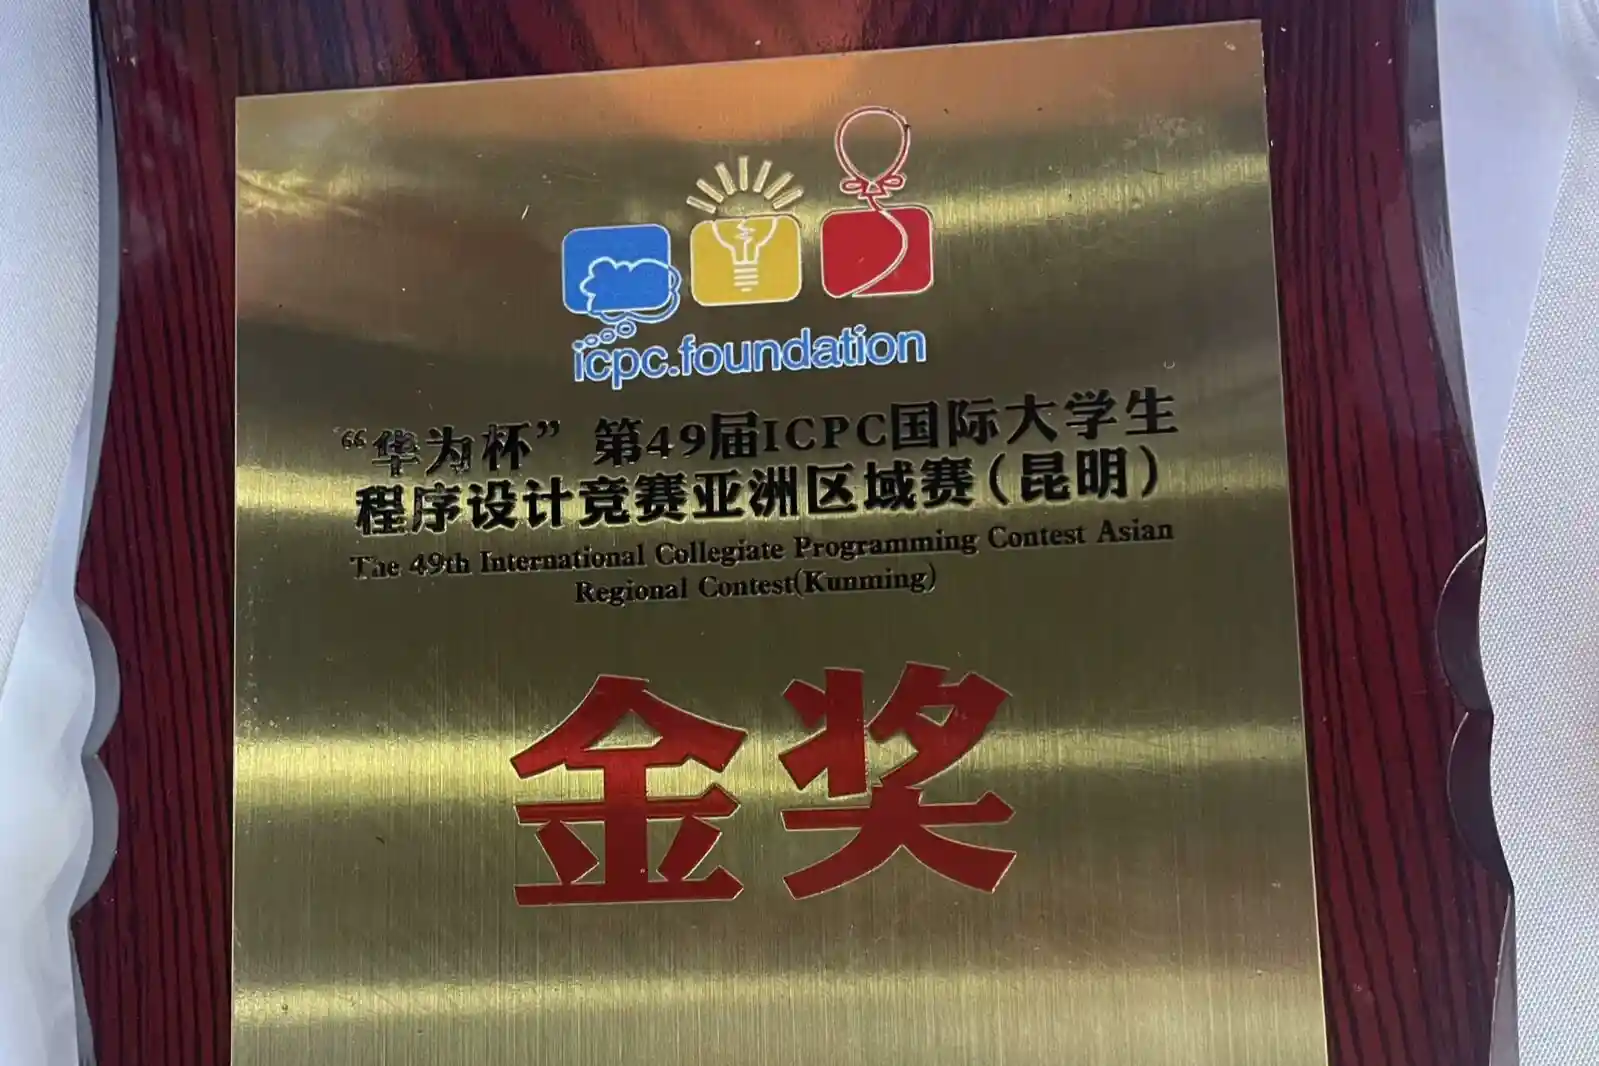 icpc.foundation
“华为杯”第49届ICPC国际大学生
程序设计竞赛亚洲区域赛（昆明）
The 49th International Collegiate Programming Contest Asian
Regional Contest(Kunming)
金奖